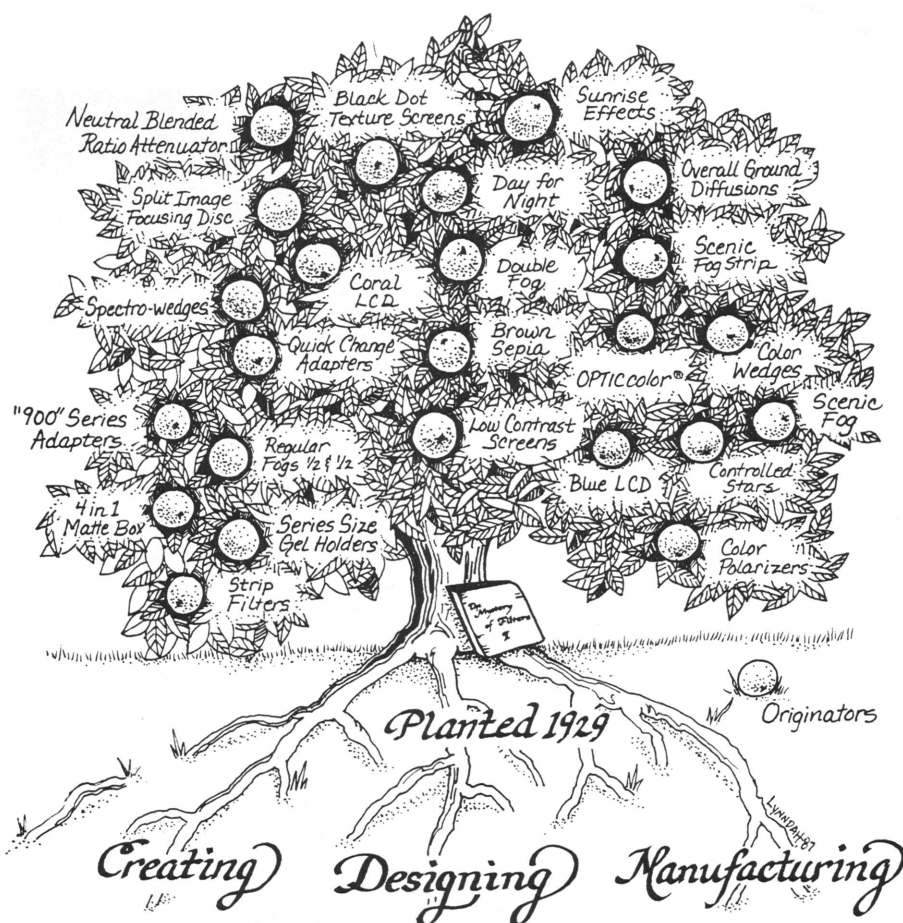 Black Dot
Texture Screens
Sunrise
Effects
Neutral Blended
Ratio Attenuator
Overall Ground
Diffusions
Split Image
Focusing Disc
Day for
Night
Scenic
Fog Strip
Coral
LCD
Double
Fog
Spectro-wedges
Quick Change
Adapters
Brown
Sepia
Color
Wedges
OPTICcolor®
"900" Series
Adapters
Scenic
Fog
Regular
Fogs ½ & ½
Low Contrast
Screens
Blue LCD
Controlled
Stars
4 in 1
Matte Box
Series Size
Gel Holders
Color
Polarizers
Strip
Filters
Mystery
of Filters
II
Originators
Planted 1929
LYNNDAH '87
Creating
Designing
Manufacturing